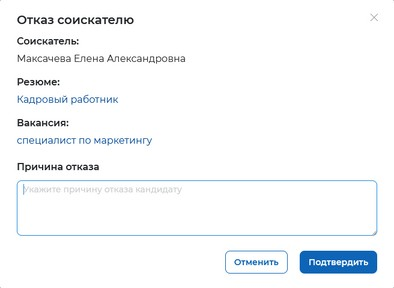 Отказ соискателю
Соискатель:
Максачева Елена Александровна
Резюме:
Кадровый работник
Вакансия:
специалист по маркетингу
Причина отказа
Укажите причину отказа кандидату
Отменить
Подтвердить